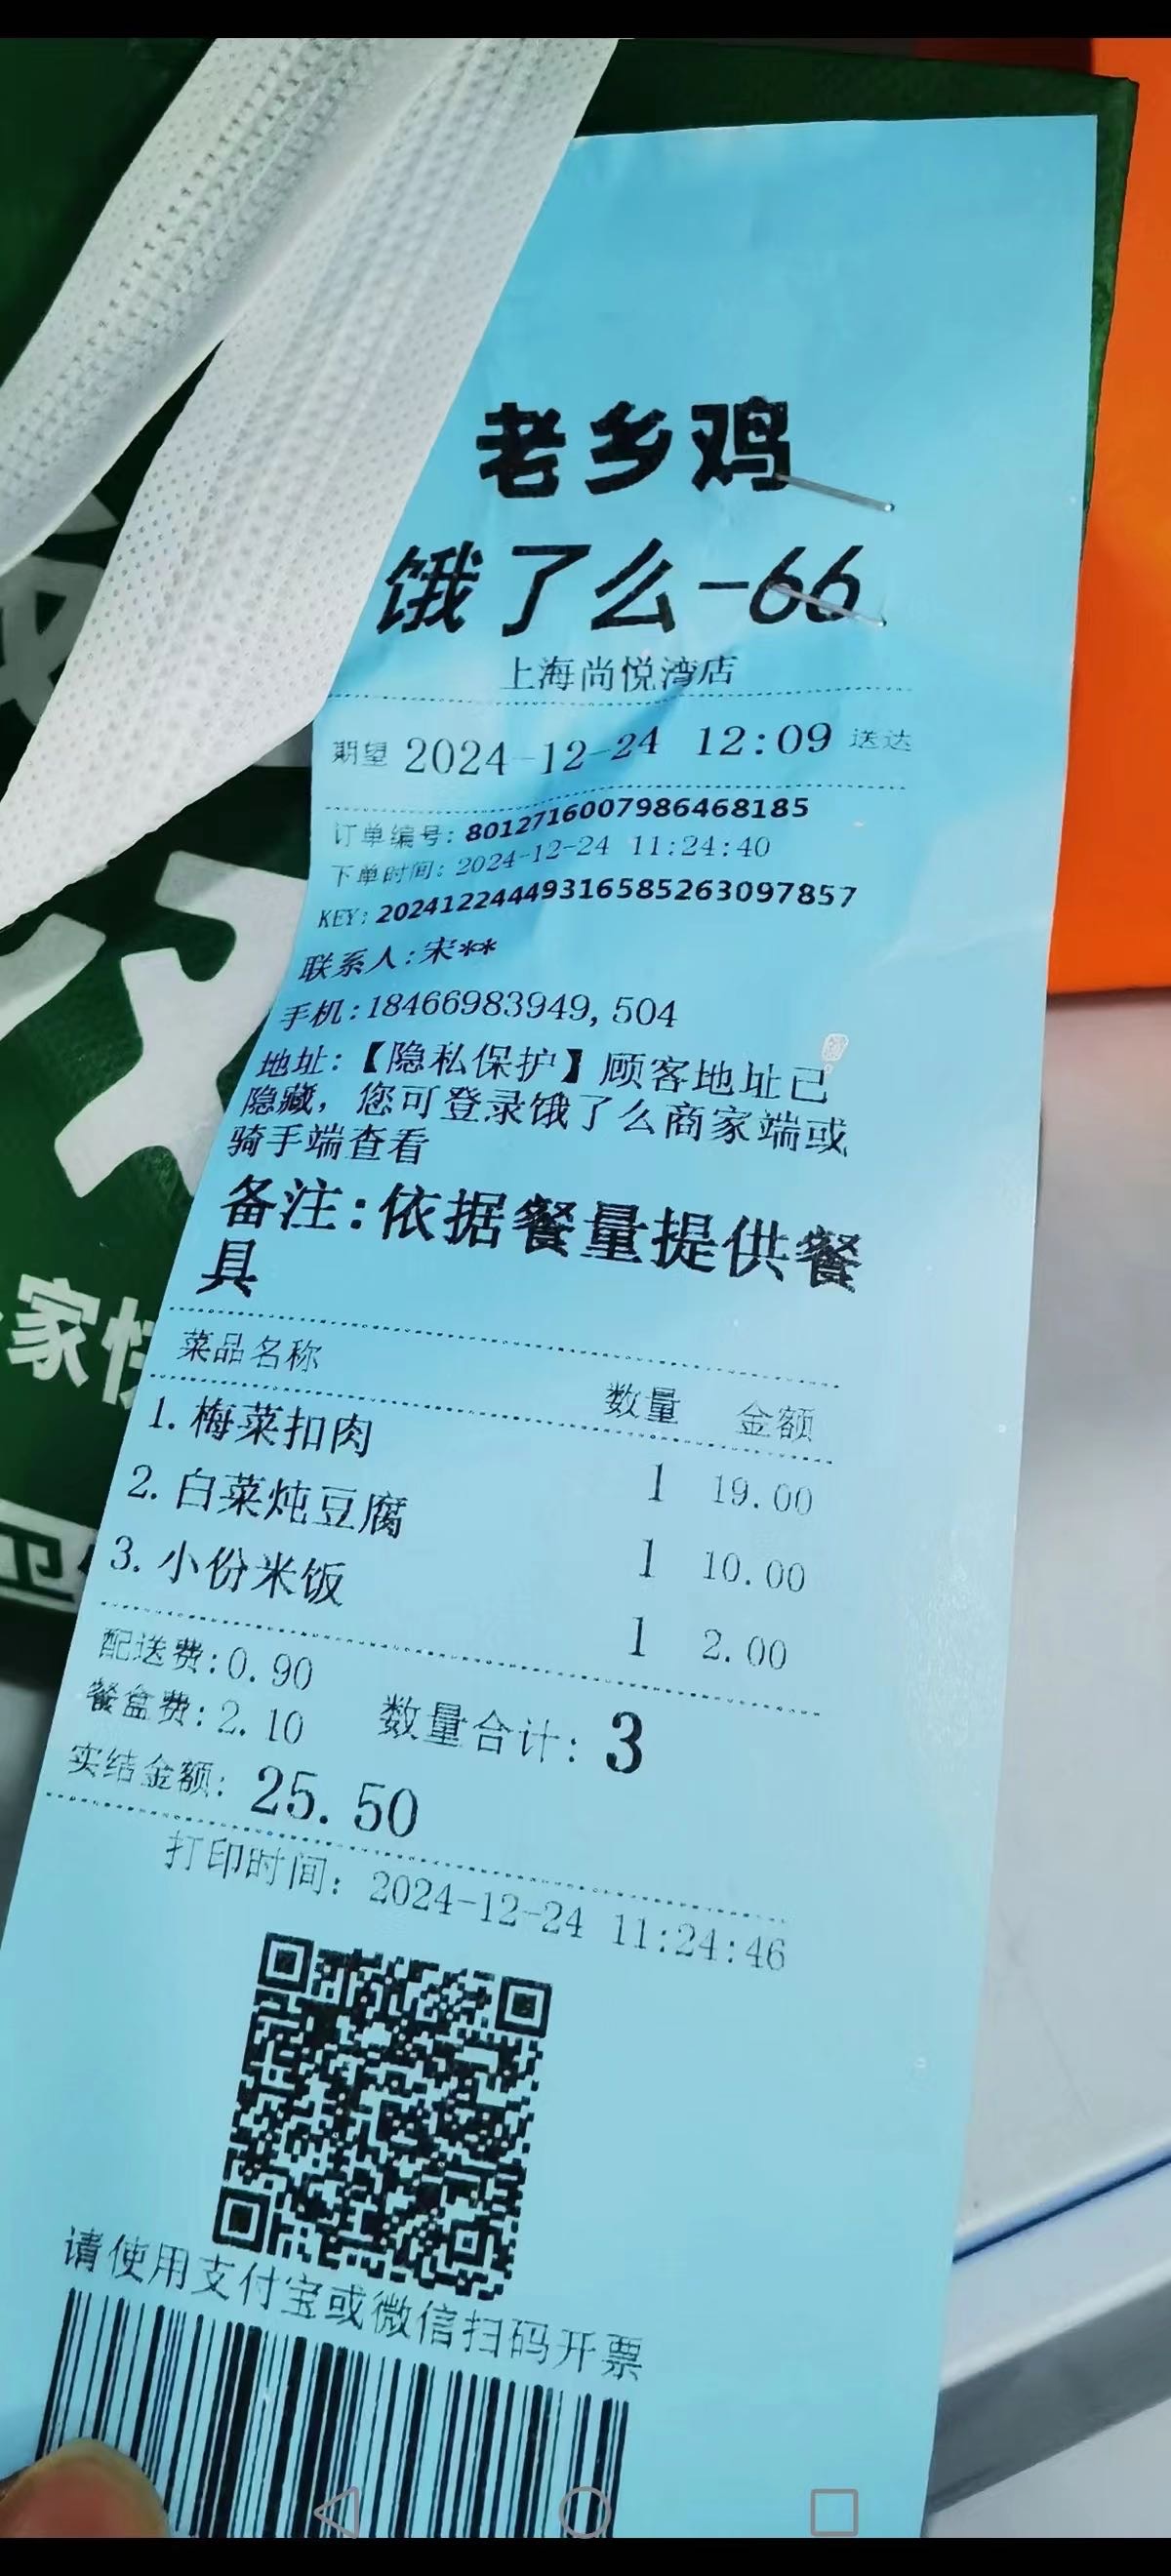 老乡鸡
饿了么-66
上海尚悦湾店
期望 2024-12-24 12:09 送达
订单编号: 8012716007986468185
下单时间: 2024-12-24 11:24:40
KEY: 20241224449316585263097857
联系人: 宋**
手机: 18466983949, 504
地址: 【隐私保护】顾客地址已
隐藏, 您可登录饿了么商家端或
骑手端查看
备注: 依据餐量提供餐
具
菜品名称 数量 金额
1. 梅菜扣肉 1 19.00
2. 白菜炖豆腐 1 10.00
3. 小份米饭 1 2.00
配送费: 0.90
餐盒费: 2.10 数量合计: 3
实结金额: 25.50
打印时间: 2024-12-24 11:24:46
请使用支付宝或微信扫码开票
家
卫